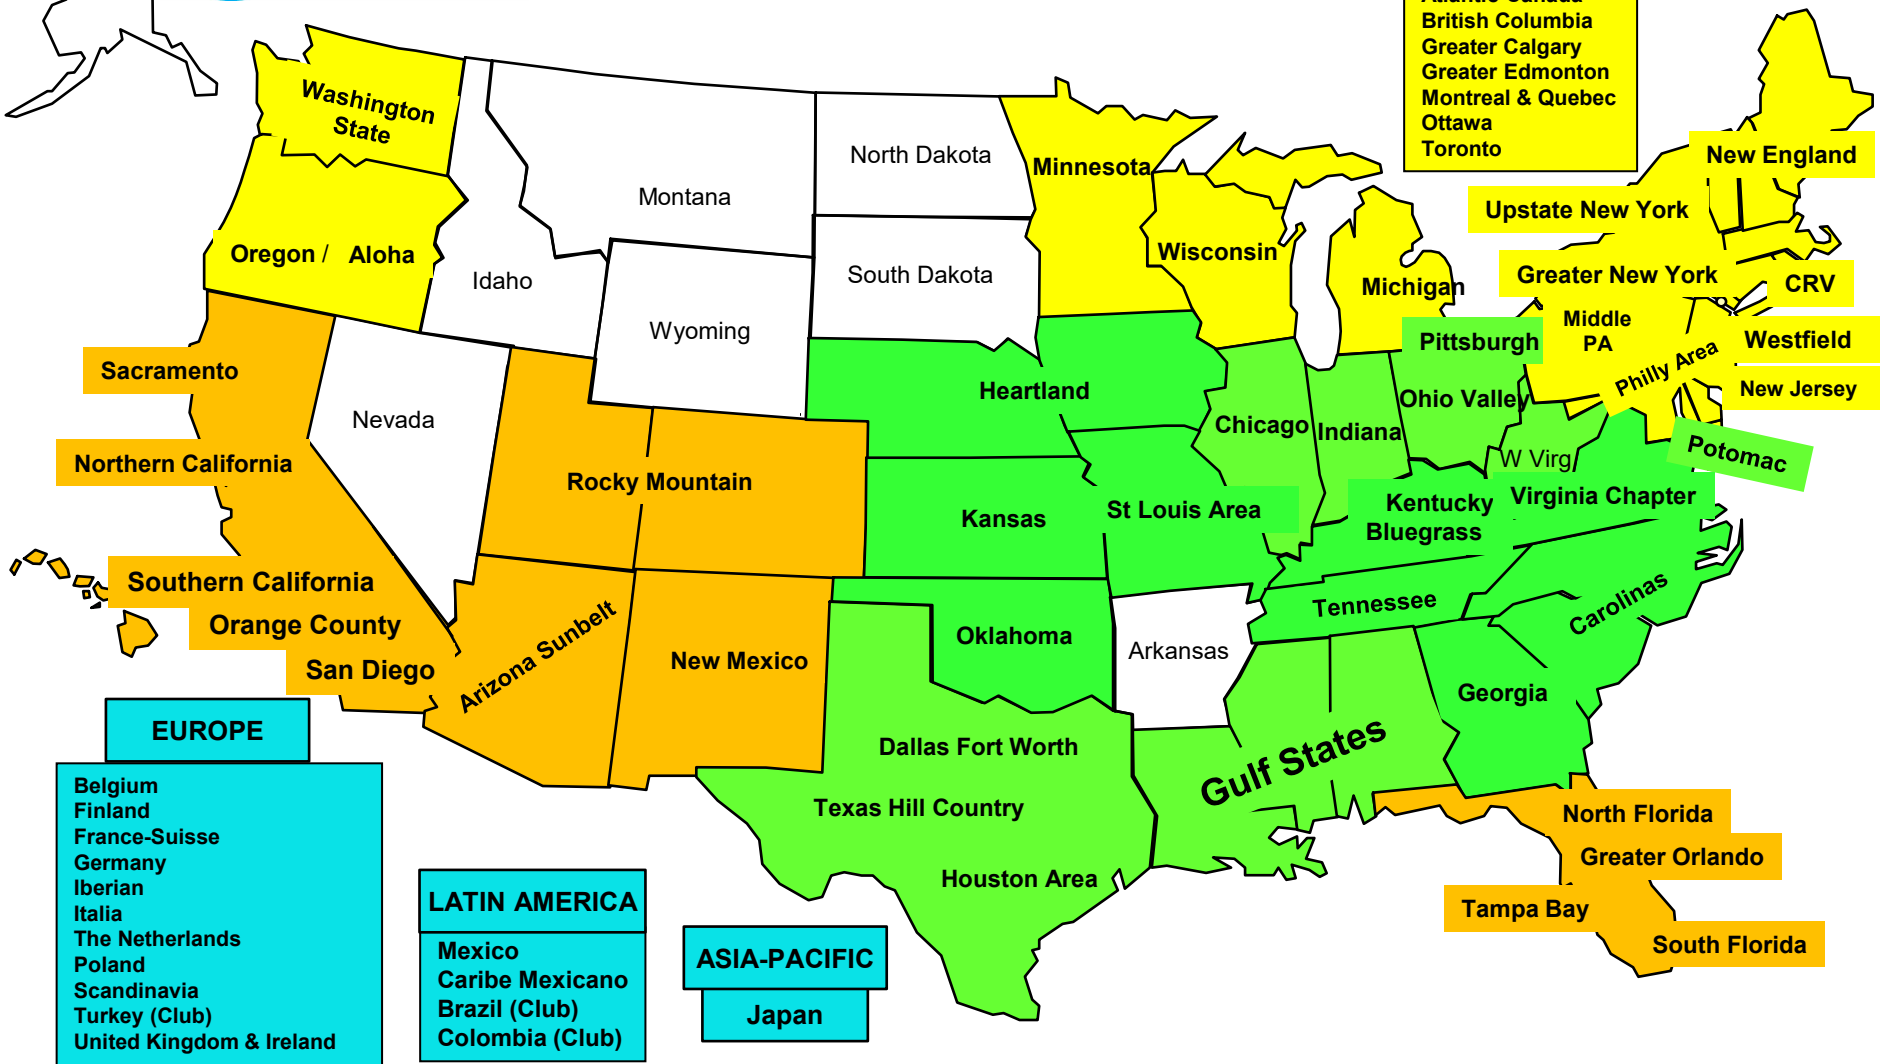 Atlantic Canada
British Columbia
Greater Calgary
Greater Edmonton
Montreal & Quebec
Ottawa
Toronto
Washington
State
North Dakota
Minnesota
New England
Montana
Upstate New York
Oregon / Aloha
Wisconsin
Idaho
South Dakota
Greater New York
Michigan
CRV
Wyoming
Middle
PA
Pittsburgh
Westfield
Sacramento
Philly Area
Heartland
New Jersey
Ohio Valley
Nevada
Chicago
Indiana
Potomac
Northern California
W Virg
Rocky Mountain
Kansas
St Louis Area
Kentucky
Bluegrass
Virginia Chapter
Southern California
Tennessee
Carolinas
Orange County
Arizona Sunbelt
Oklahoma
Arkansas
San Diego
New Mexico
Georgia
EUROPE
Belgium
Finland
France-Suisse
Germany
Iberian
Italia
The Netherlands
Poland
Scandinavia
Turkey (Club)
United Kingdom & Ireland
Dallas Fort Worth
Gulf States
Texas Hill Country
North Florida
Greater Orlando
Houston Area
Tampa Bay
South Florida
LATIN AMERICA
Mexico
Caribe Mexicano
Brazil (Club)
Colombia (Club)
ASIA-PACIFIC
Japan